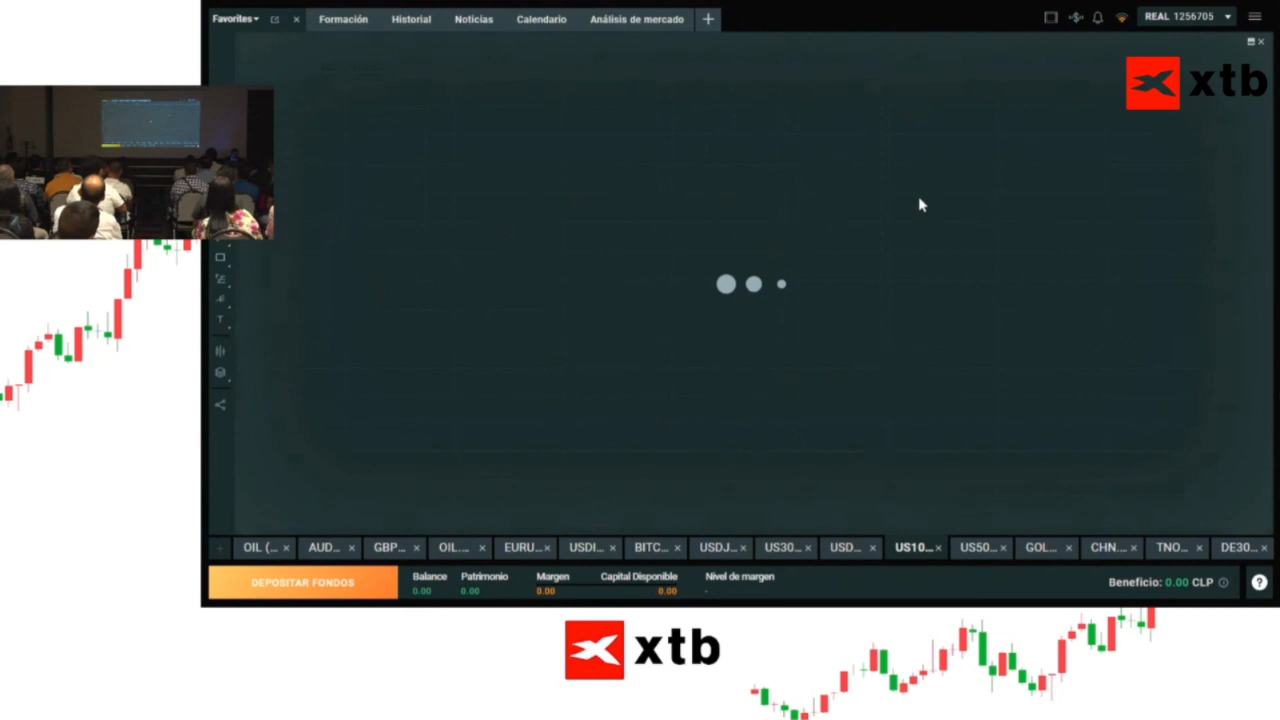 Favorites
Formación
Historial
Noticias
Calendario
Análisis de mercado
REAL 1256705
xtb
T
OIL (...
AUD...
GBP...
OIL....
EURU...
USDI...
BITC...
USDJ...
US30...
USD...
US10...
US50...
GOL...
CHN....
TNO...
DE30...
DEPOSITAR FONDOS
Balance
Patrimonio
Margen
Capital Disponible
Nivel de margen
0.00
0.00
0.00
0.00
-
Beneficio: 0.00 CLP
?
xtb